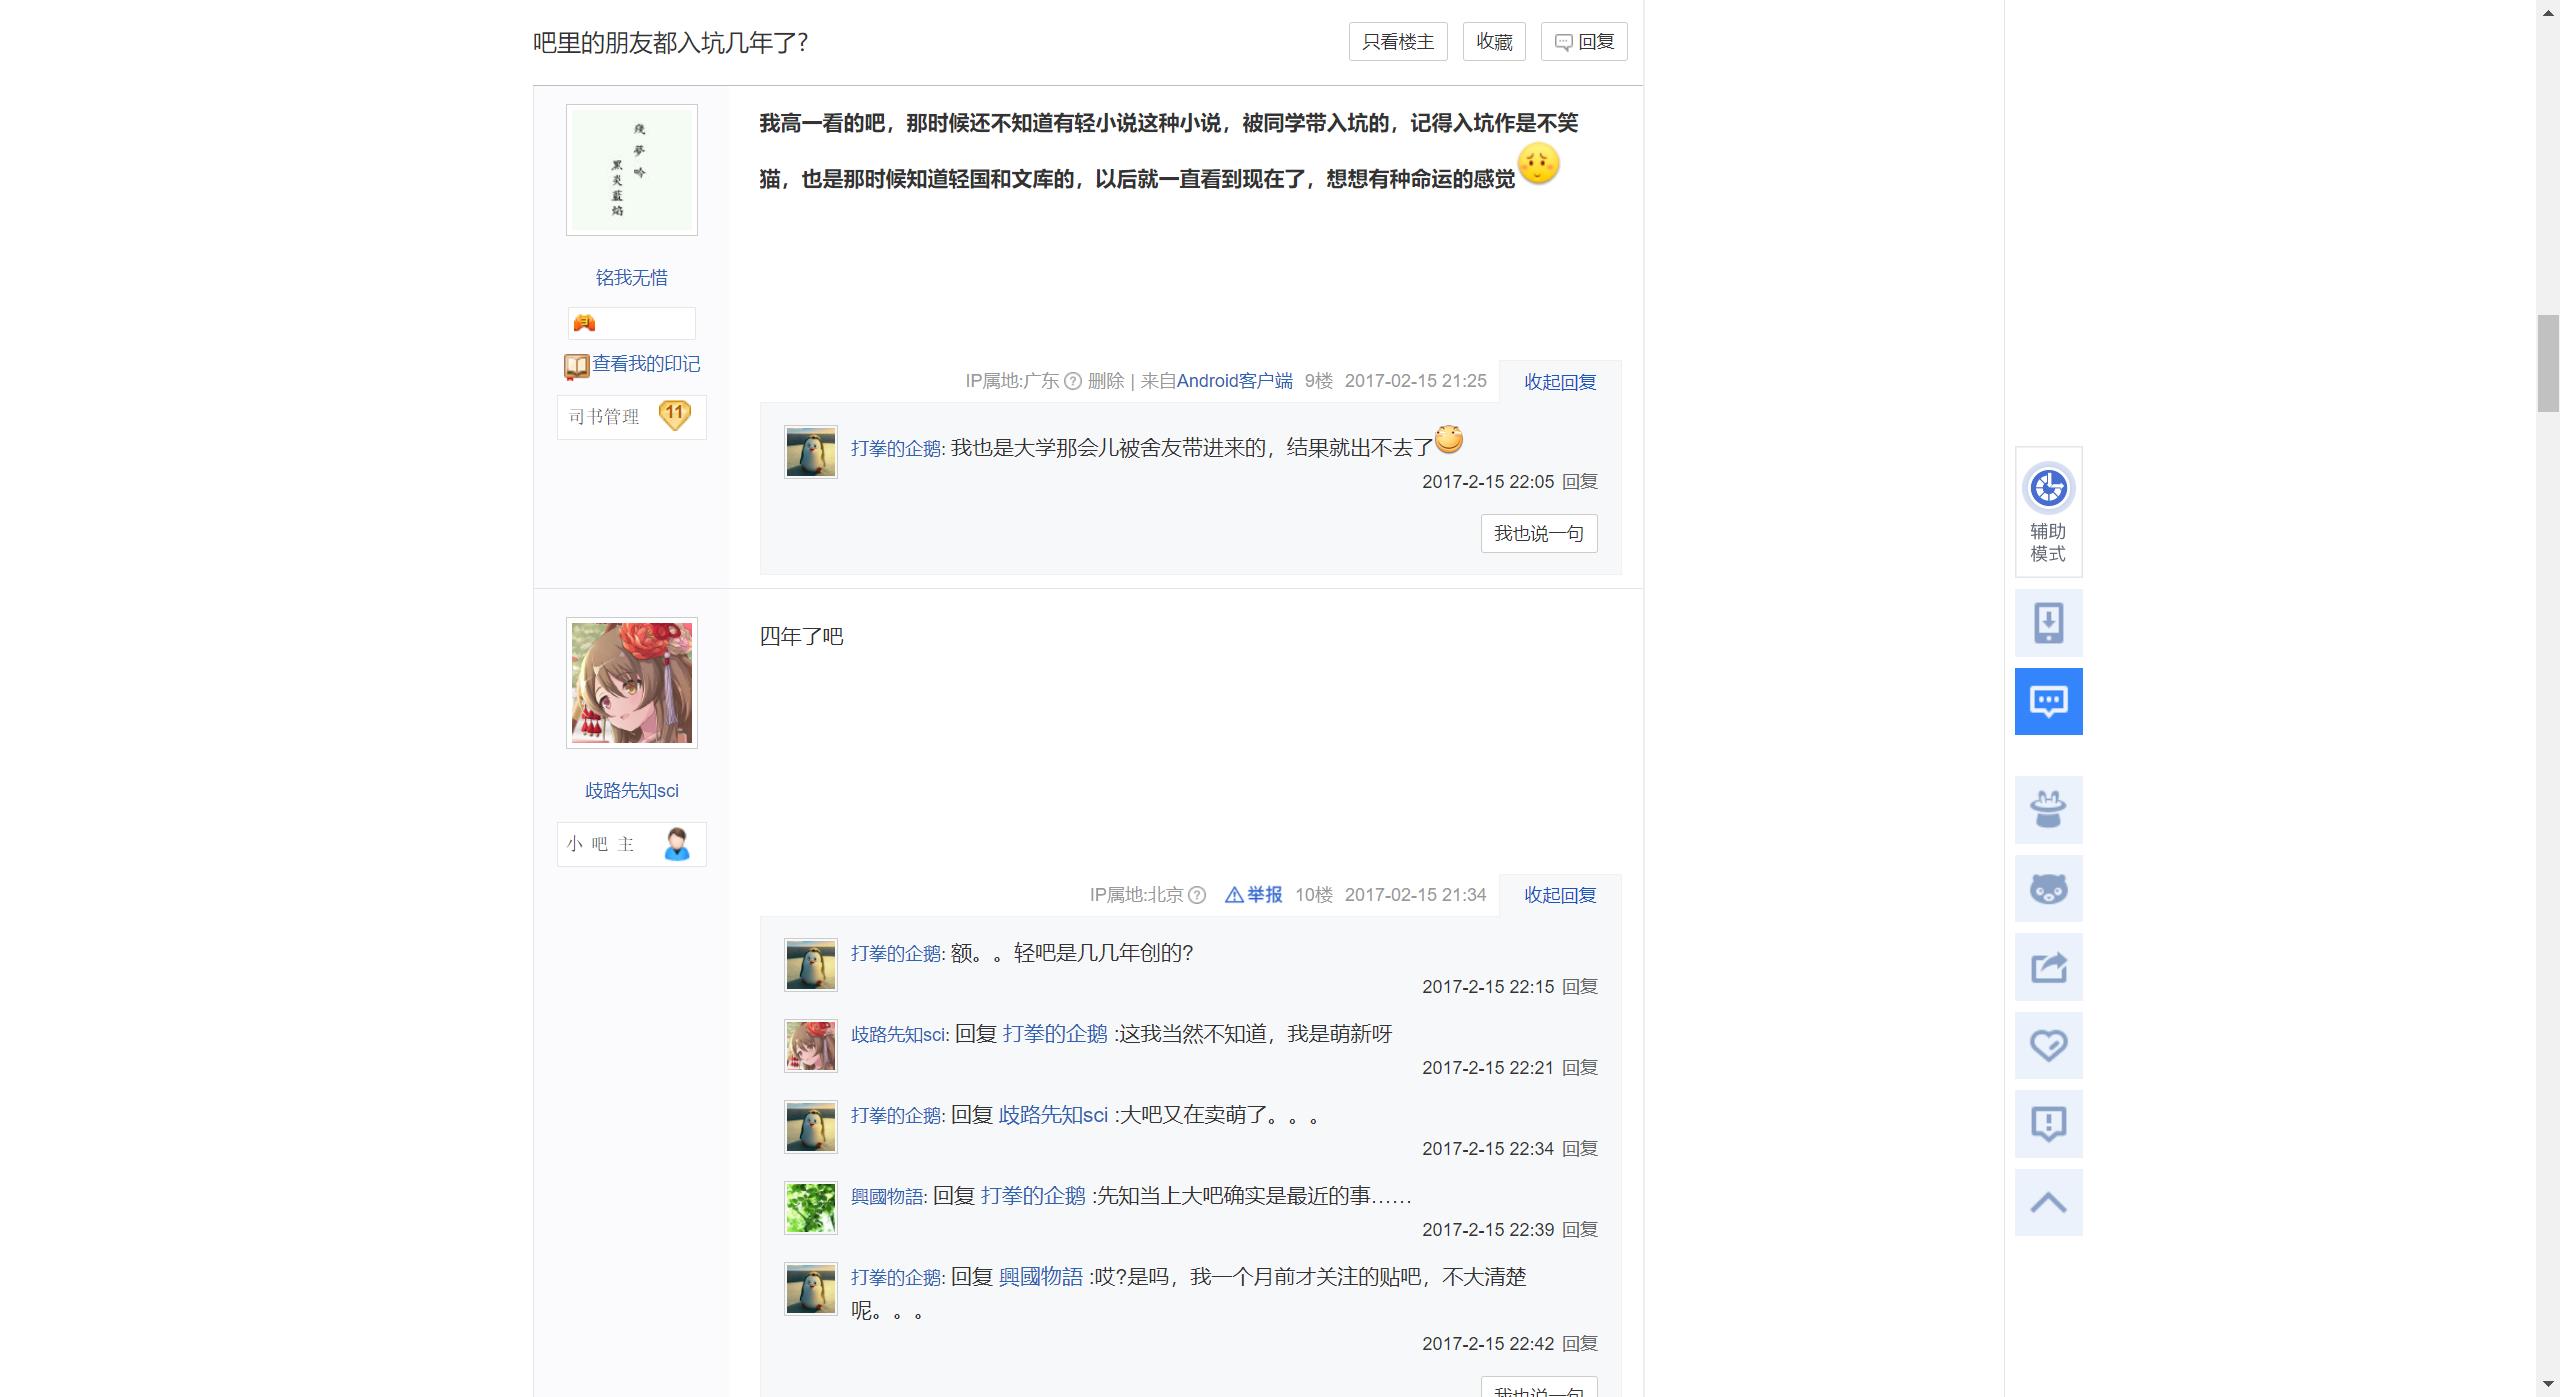 吧里的朋友都入坑几年了?
只看楼主
收藏
回复
残梦吟
黑炎蓝焰
铭我无惜
查看我的印记
司书管理 11
我高一看的吧，那时候还不知道有轻小说这种小说，被同学带入坑的，记得入坑作是不笑
猫，也是那时候知道轻国和文库的，以后就一直看到现在了，想想有种命运的感觉
IP属地:广东 删除 | 来自Android客户端 9楼 2017-02-15 21:25 收起回复
打拳的企鹅: 我也是大学那会儿被舍友带进来的，结果就出不去了
2017-2-15 22:05 回复
我也说一句
歧路先知sci
小吧主
四年了吧
IP属地:北京 举报 10楼 2017-02-15 21:34 收起回复
打拳的企鹅: 额。。轻吧是几几年创的?
2017-2-15 22:15 回复
歧路先知sci: 回复 打拳的企鹅 :这我当然不知道，我是萌新呀
2017-2-15 22:21 回复
打拳的企鹅: 回复 歧路先知sci :大吧又在卖萌了。。。
2017-2-15 22:34 回复
興國物語: 回复 打拳的企鹅 :先知当上大吧确实是最近的事……
2017-2-15 22:39 回复
打拳的企鹅: 回复 興國物語 :哎?是吗，我一个月前才关注的贴吧，不大清楚
呢。。。
2017-2-15 22:42 回复
我也说一句
辅助
模式